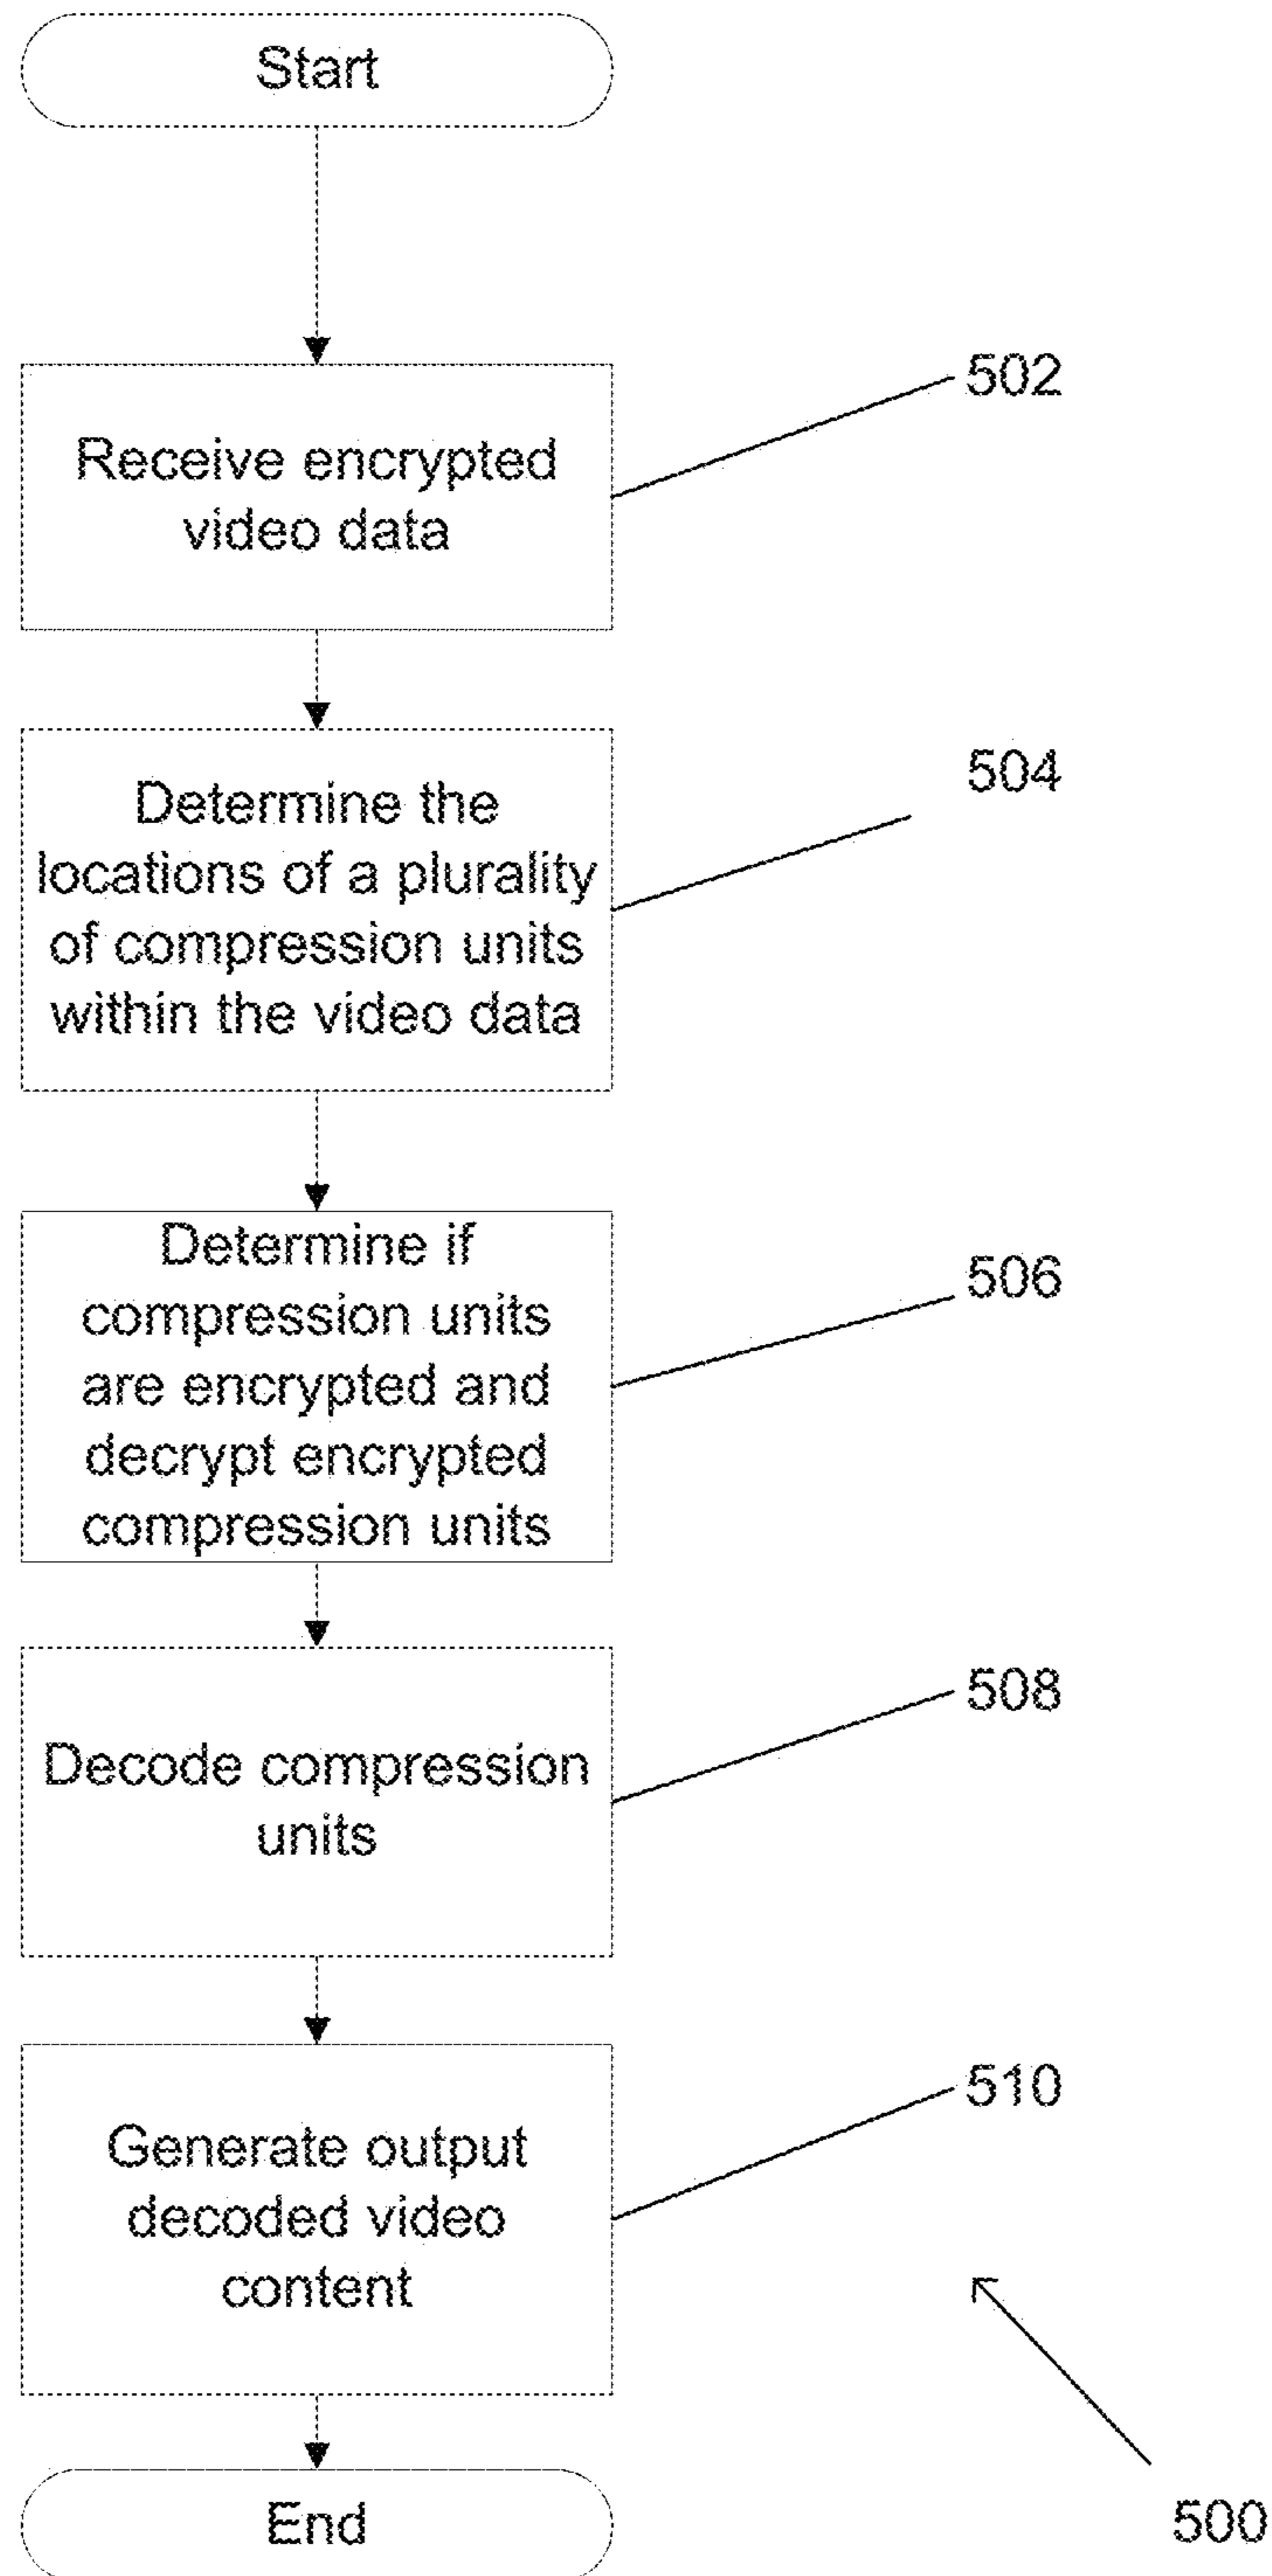 Start
502
Receive encrypted
video data
504
Determine the
locations of a plurality
of compression units
within the video data
506
Determine if
compression units
are encrypted and
decrypt encrypted
compression units
508
Decode compression
units
510
Generate output
decoded video
content
End
500